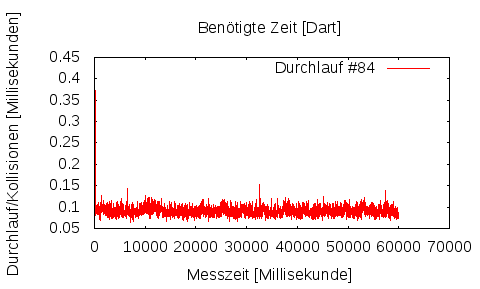 Benötigte Zeit [Dart]
Durchlauf/Kollisionen [Millisekunden]
Durchlauf #84
0.45
0.4
0.35
0.3
0.25
0.2
0.15
0.1
0.05
0 10000 20000 30000 40000 50000 60000 70000
Messzeit [Millisekunde]